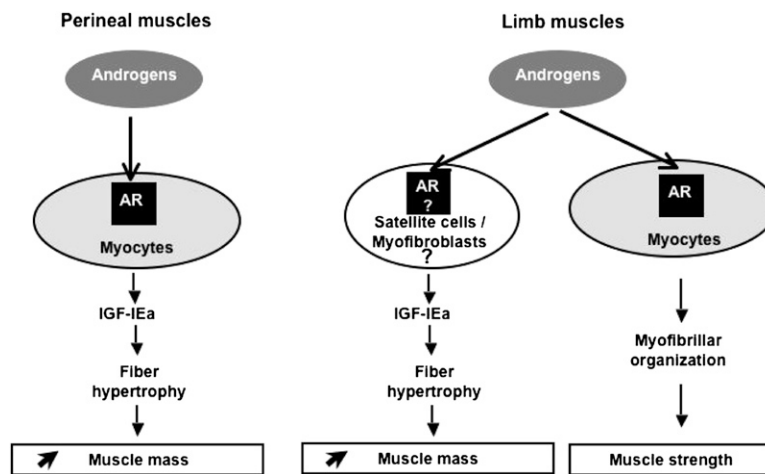 Perineal muscles
Androgens
AR
Myocytes
IGF-IEa
Fiber
hypertrophy
Muscle mass
Limb muscles
Androgens
AR
?
Satellite cells /
Myofibroblasts
?
IGF-IEa
Fiber
hypertrophy
Muscle mass
AR
Myocytes
Myofibrillar
organization
Muscle strength